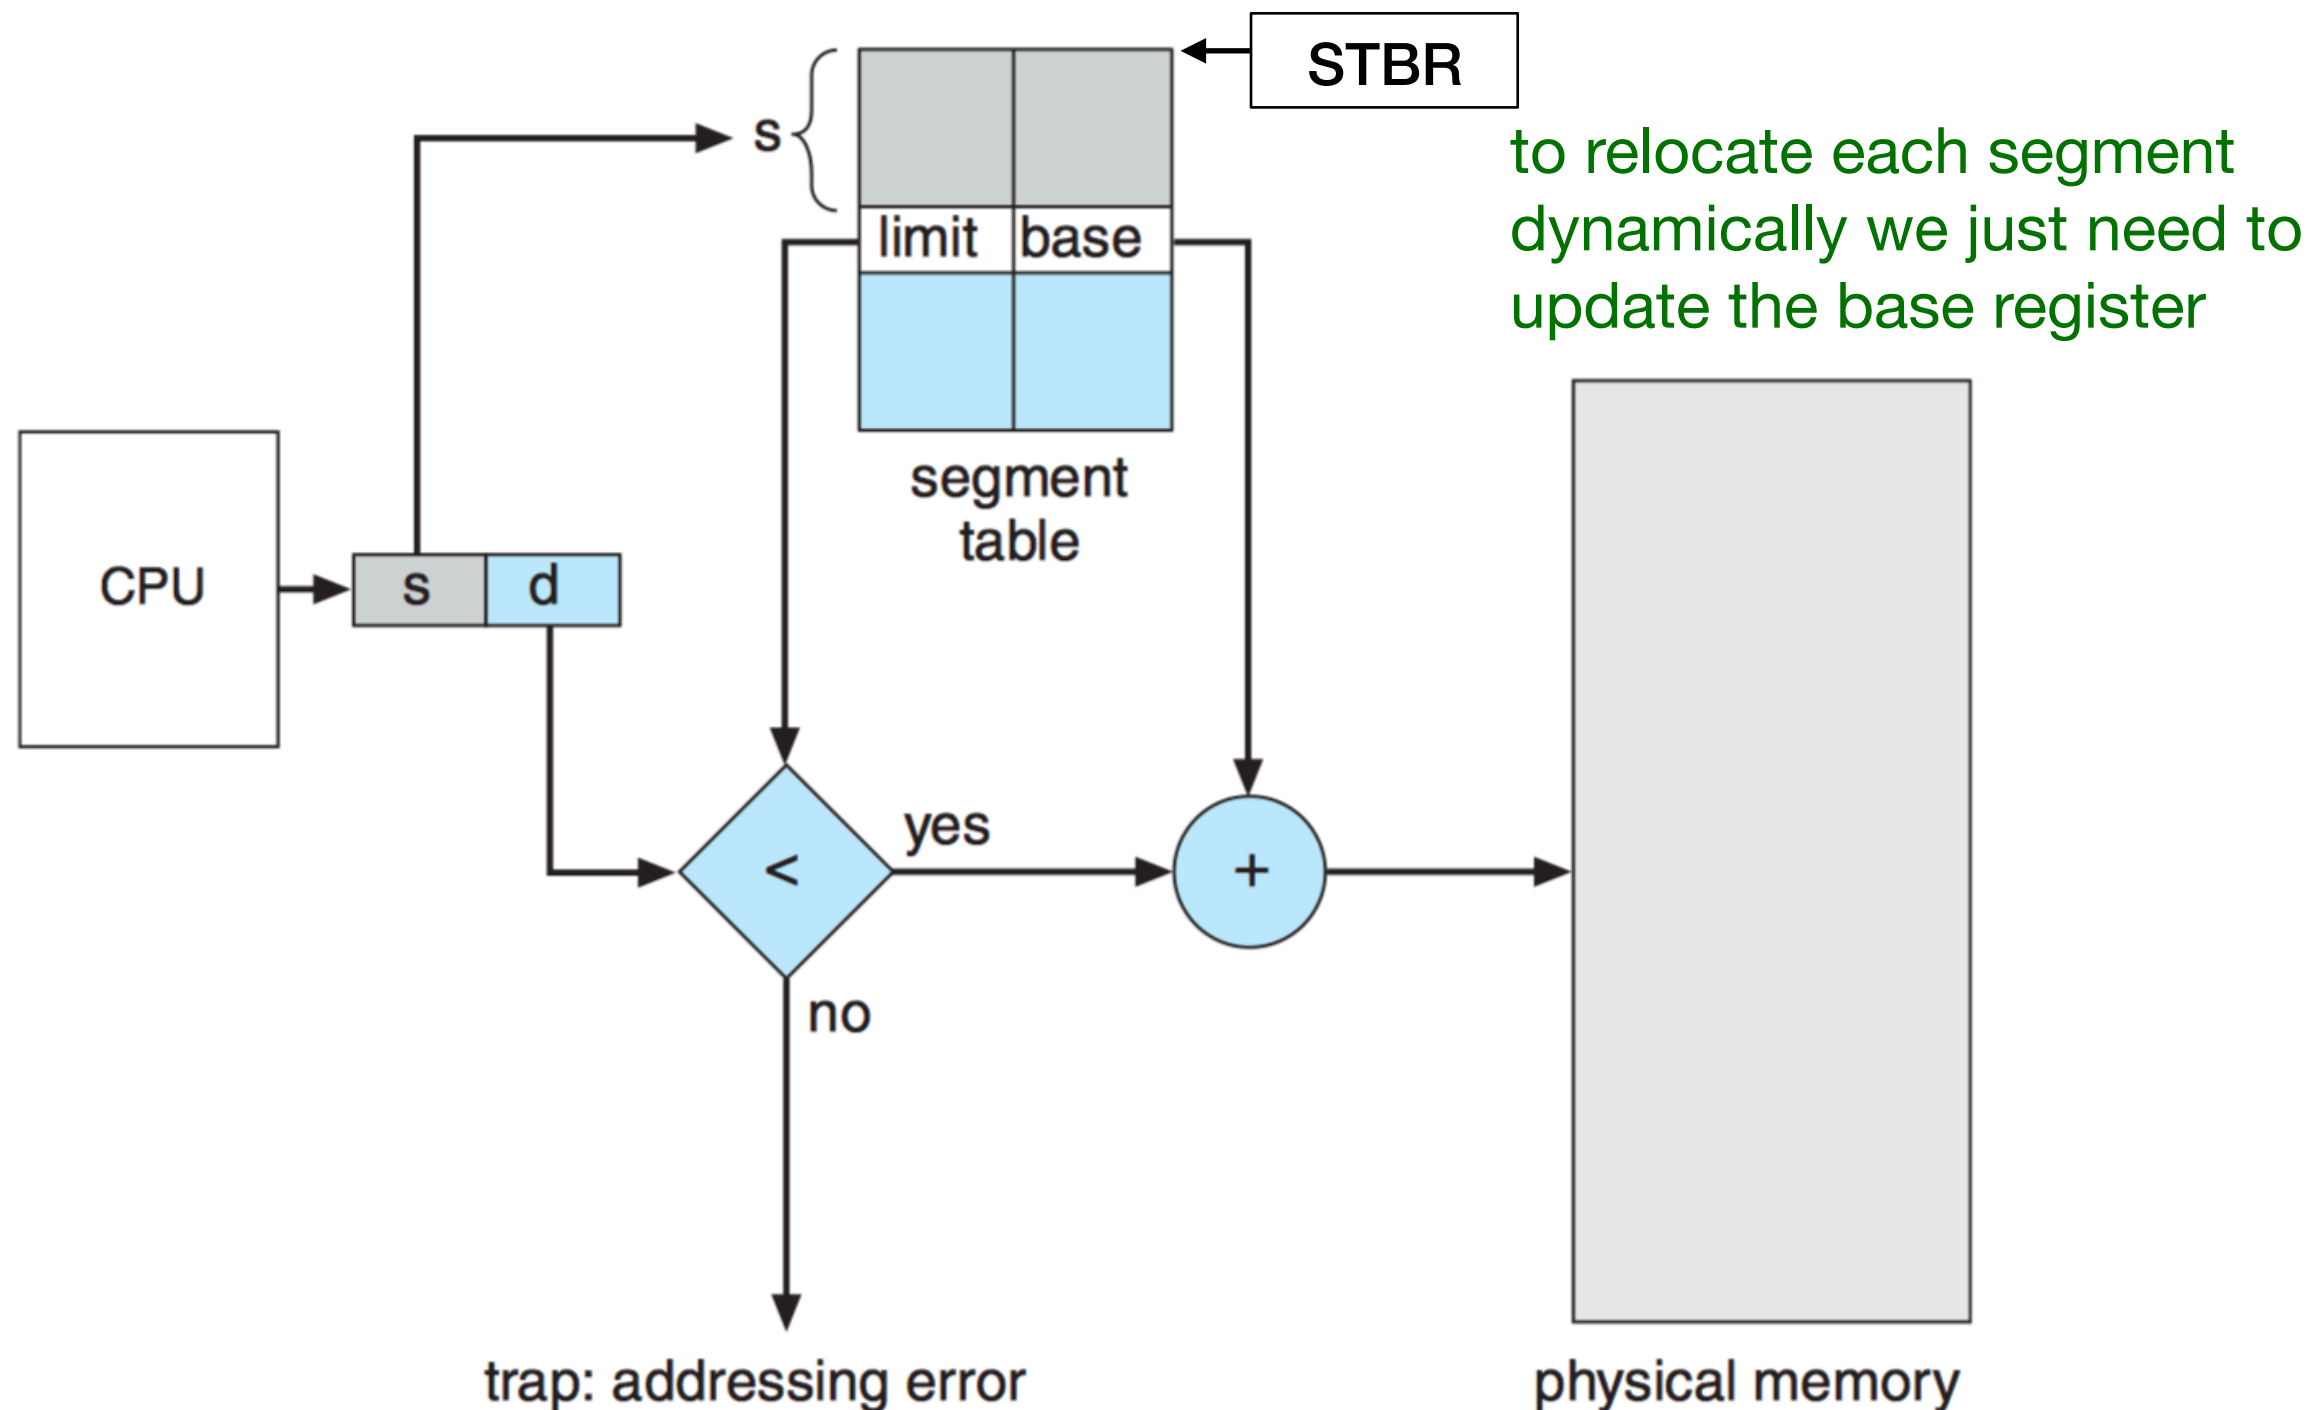 STBR
s
to relocate each segment
dynamically we just need to
update the base register
limit base
segment
table
CPU
s d
yes
<
+
no
trap: addressing error
physical memory